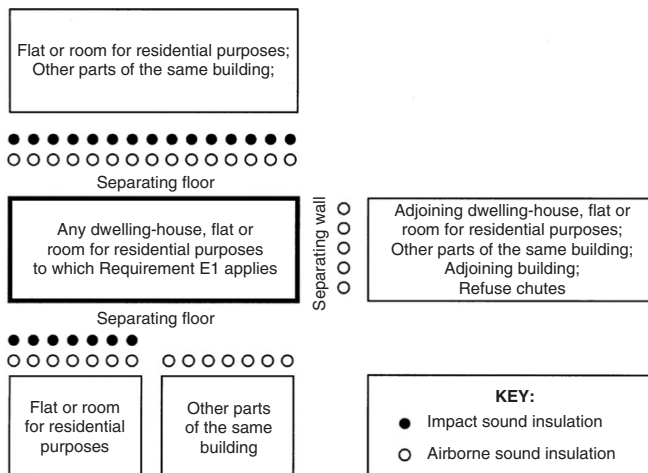 Flat or room for residential purposes;
Other parts of the same building;
Separating floor
Any dwelling-house, flat or
room for residential purposes
to which Requirement E1 applies
Separating wall
Adjoining dwelling-house, flat or
room for residential purposes;
Other parts of the same building;
Adjoining building;
Refuse chutes
Separating floor
Flat or room
for residential
purposes
Other parts
of the same
building
KEY:
Impact sound insulation
Airborne sound insulation